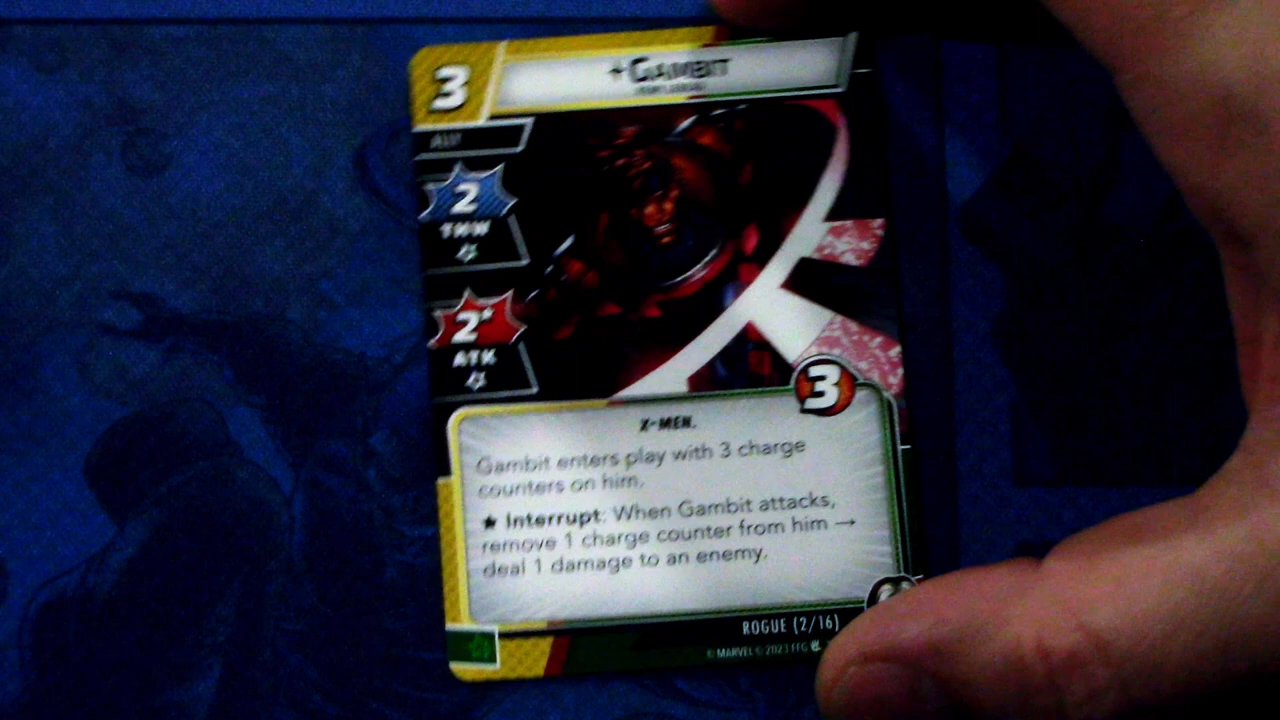 3
GAMBIT
ALLY
2
THW
2*
ATK
3
X-MEN.
Gambit enters play with 3 charge
counters on him.
★ Interrupt: When Gambit attacks,
remove 1 charge counter from him →
deal 1 damage to an enemy.
ROGUE (2/16)
© MARVEL © 2023 FFG